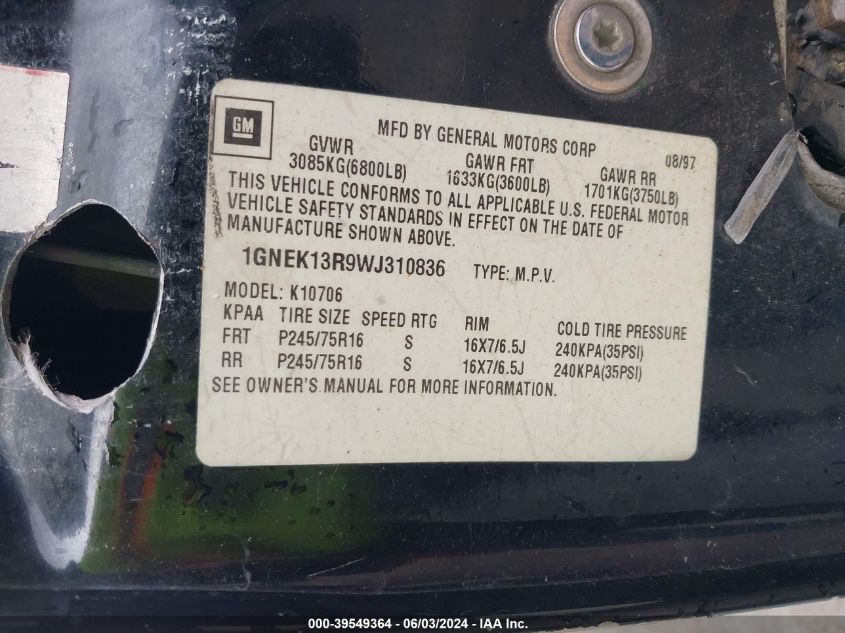 GM
MFD BY GENERAL MOTORS CORP 08/97
GVWR GAWR FRT GAWR RR
3085KG(6800LB) 1633KG(3600LB) 1701KG(3750LB)
THIS VEHICLE CONFORMS TO ALL APPLICABLE U.S. FEDERAL MOTOR
VEHICLE SAFETY STANDARDS IN EFFECT ON THE DATE OF
MANUFACTURE SHOWN ABOVE.
1GNEK13R9WJ310836 TYPE: M.P.V.
MODEL: K10706
KPAA TIRE SIZE SPEED RTG RIM COLD TIRE PRESSURE
FRT P245/75R16 S 16X7/6.5J 240KPA(35PSI)
RR P245/75R16 S 16X7/6.5J 240KPA(35PSI)
SEE OWNER'S MANUAL FOR MORE INFORMATION.
000-39549364 - 06/03/2024 - IAA Inc.